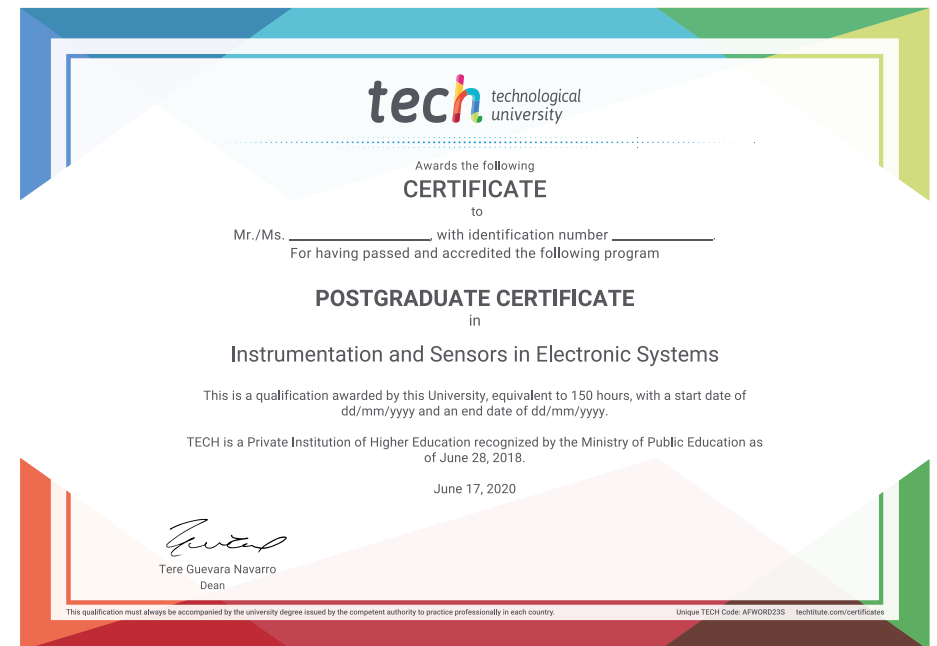 tech technological
university
Awards the following
CERTIFICATE
to
Mr./Ms. ____________________, with identification number ______________.
For having passed and accredited the following program
POSTGRADUATE CERTIFICATE
in
Instrumentation and Sensors in Electronic Systems
This is a qualification awarded by this University, equivalent to 150 hours, with a start date of
dd/mm/yyyy and an end date of dd/mm/yyyy.
TECH is a Private Institution of Higher Education recognized by the Ministry of Public Education as
of June 28, 2018.
June 17, 2020
Tere Guevara Navarro
Dean
This qualification must always be accompanied by the university degree issued by the competent authority to practice professionally in each country.
Unique TECH Code: AFWORD23S techtitute.com/certificates